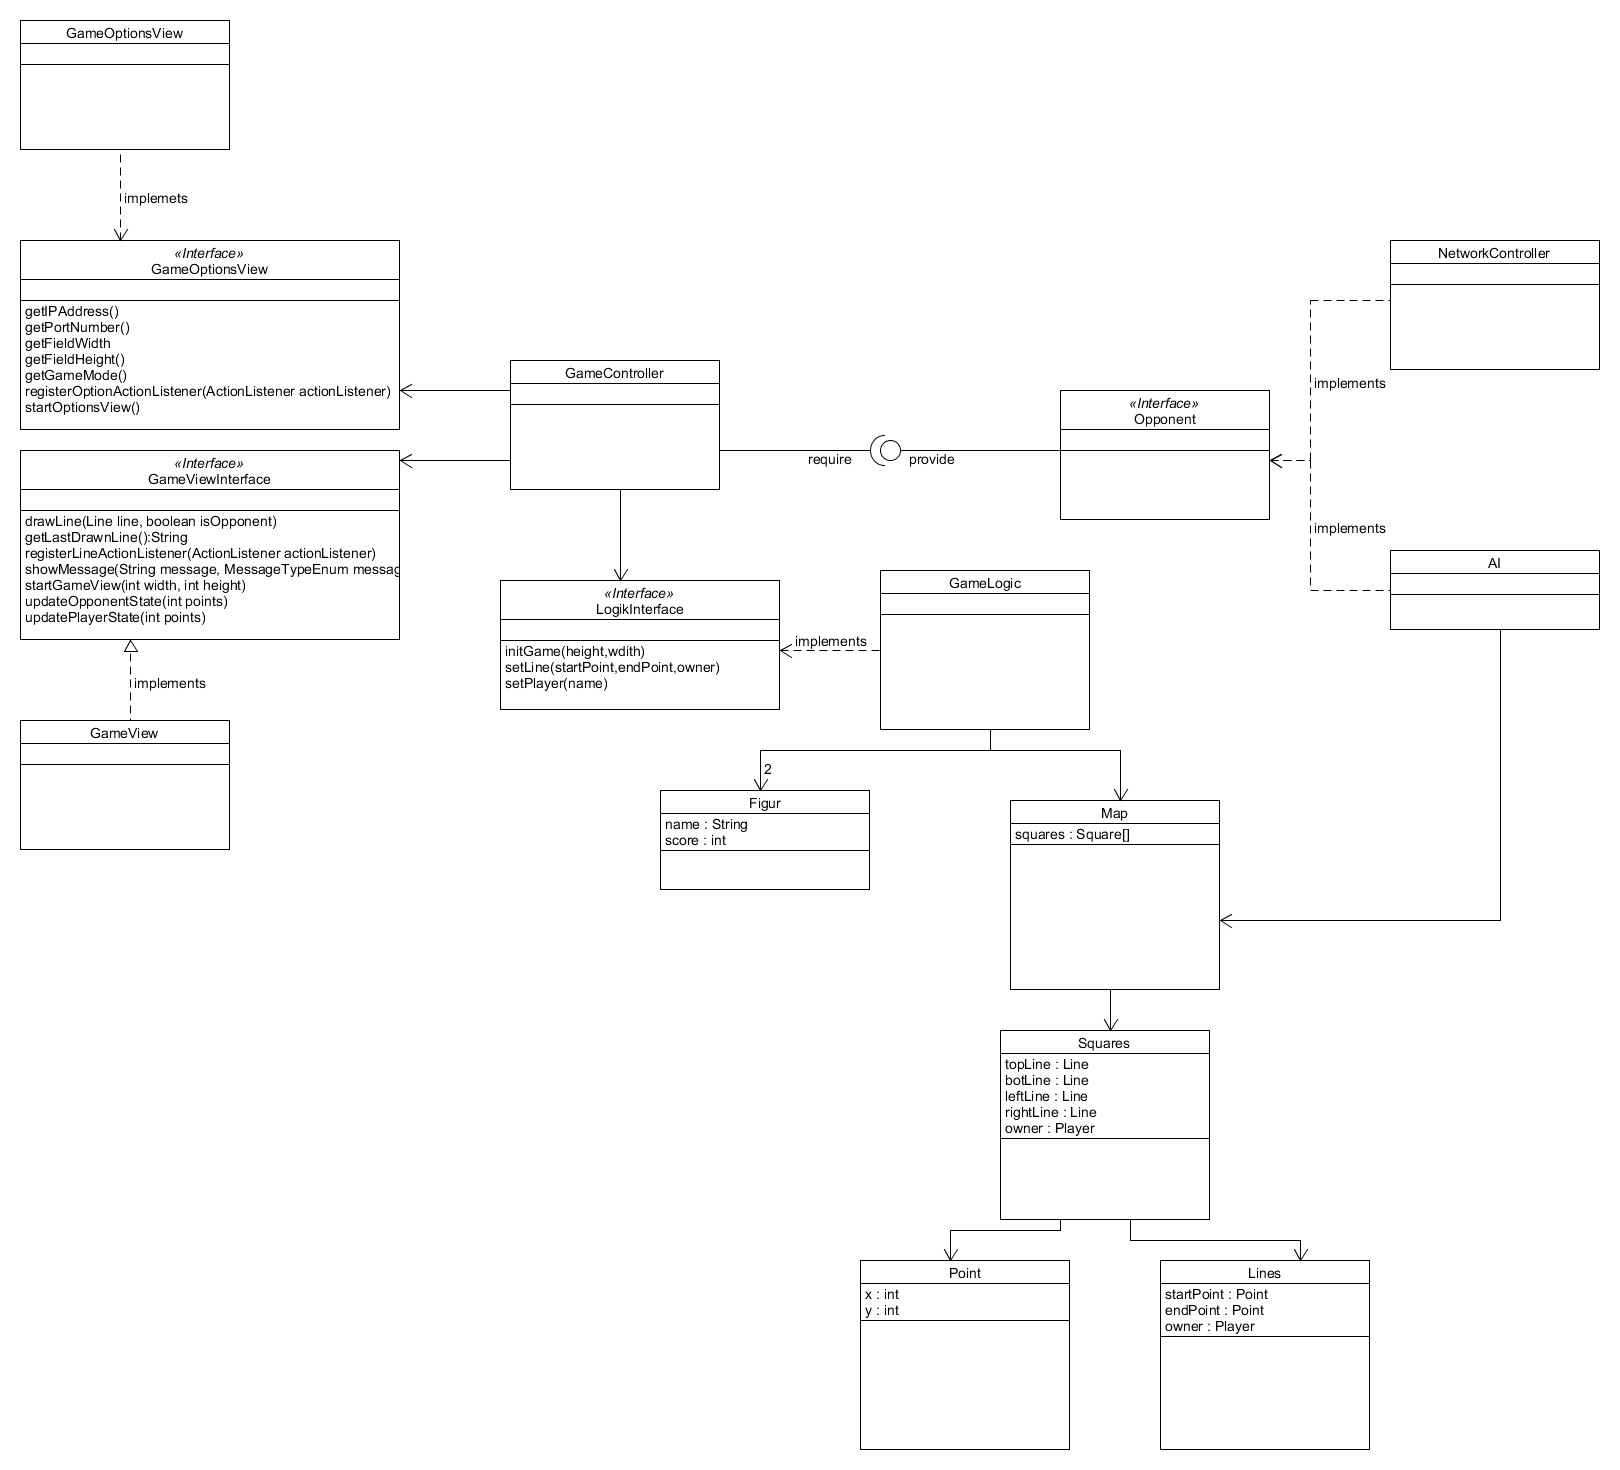 GameOptionsView
implemets
«Interface»
GameOptionsView
getIPAddress()
getPortNumber()
getFieldWidth
getFieldHeight()
getGameMode()
registerOptionActionListener(ActionListener actionListener)
startOptionsView()
«Interface»
GameViewInterface
drawLine(Line line, boolean isOpponent)
getLastDrawnLine():String
registerLineActionListener(ActionListener actionListener)
showMessage(String message, MessageTypeEnum messag
startGameView(int width, int height)
updateOpponentState(int points)
updatePlayerState(int points)
implements
GameView
GameController
require
provide
«Interface»
Opponent
NetworkController
implements
implements
AI
«Interface»
LogikInterface
initGame(height,wdith)
setLine(startPoint,endPoint,owner)
setPlayer(name)
implements
GameLogic
2
Figur
name : String
score : int
Map
squares : Square[]
Squares
topLine : Line
botLine : Line
leftLine : Line
rightLine : Line
owner : Player
Point
x : int
y : int
Lines
startPoint : Point
endPoint : Point
owner : Player